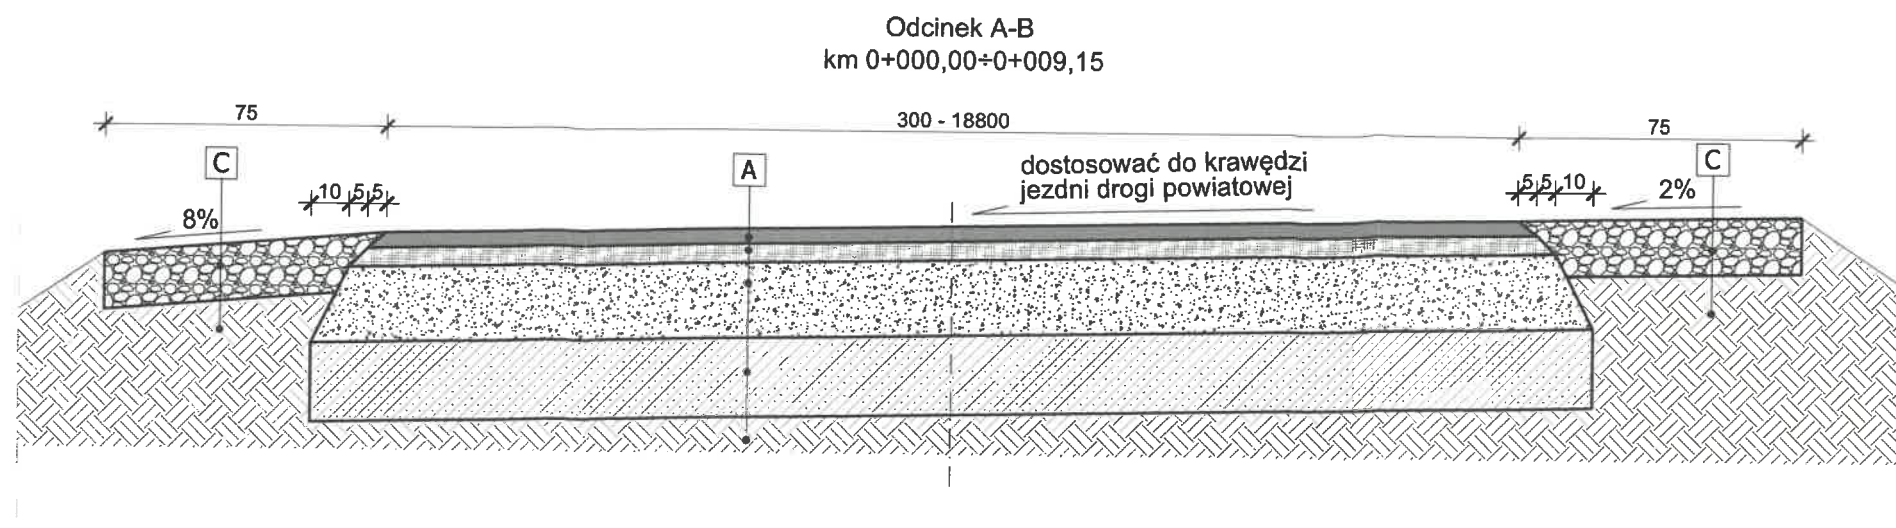 Odcinek A-B
km 0+000,00÷0+009,15
75
300 - 18800
75
C
A
dostosować do krawędzi
jezdni drogi powiatowej
C
10 5 5
5 5 10
8%
2%